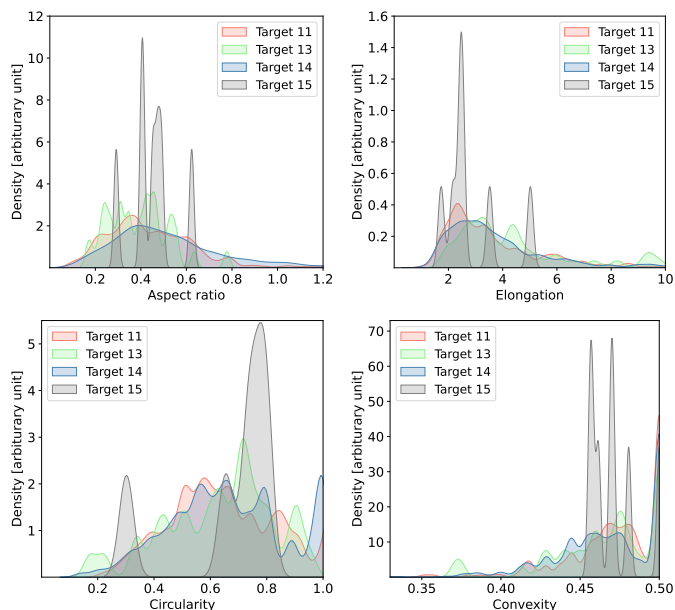 12
10
8
6
4
2
Density [arbiturary unit]
0.2 0.4 0.6 0.8 1.0 1.2
Aspect ratio
Target 11
Target 13
Target 14
Target 15
1.6
1.4
1.2
1.0
0.8
0.6
0.4
0.2
Density [arbiturary unit]
2 4 6 8 10
Elongation
Target 11
Target 13
Target 14
Target 15
5
4
3
2
1
Density [arbiturary unit]
0.2 0.4 0.6 0.8 1.0
Circularity
Target 11
Target 13
Target 14
Target 15
70
60
50
40
30
20
10
Density [arbiturary unit]
0.35 0.40 0.45 0.50
Convexity
Target 11
Target 13
Target 14
Target 15